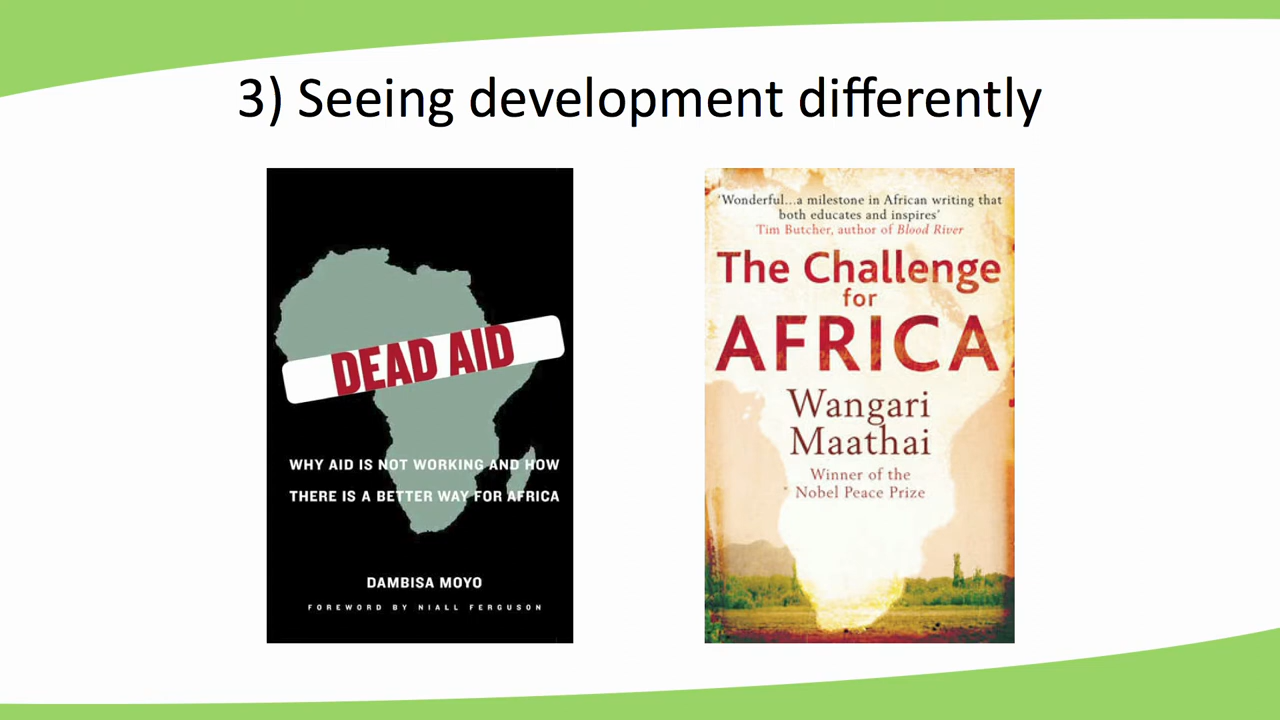 3) Seeing development differently
DEAD AID
WHY AID IS NOT WORKING AND HOW
THERE IS A BETTER WAY FOR AFRICA
DAMBISA MOYO
FOREWORD BY NIALL FERGUSON
'Wonderful...a milestone in African writing that
both educates and inspires'
Tim Butcher, author of Blood River
The Challenge
for
AFRICA
Wangari
Maathai
Winner of the
Nobel Peace Prize